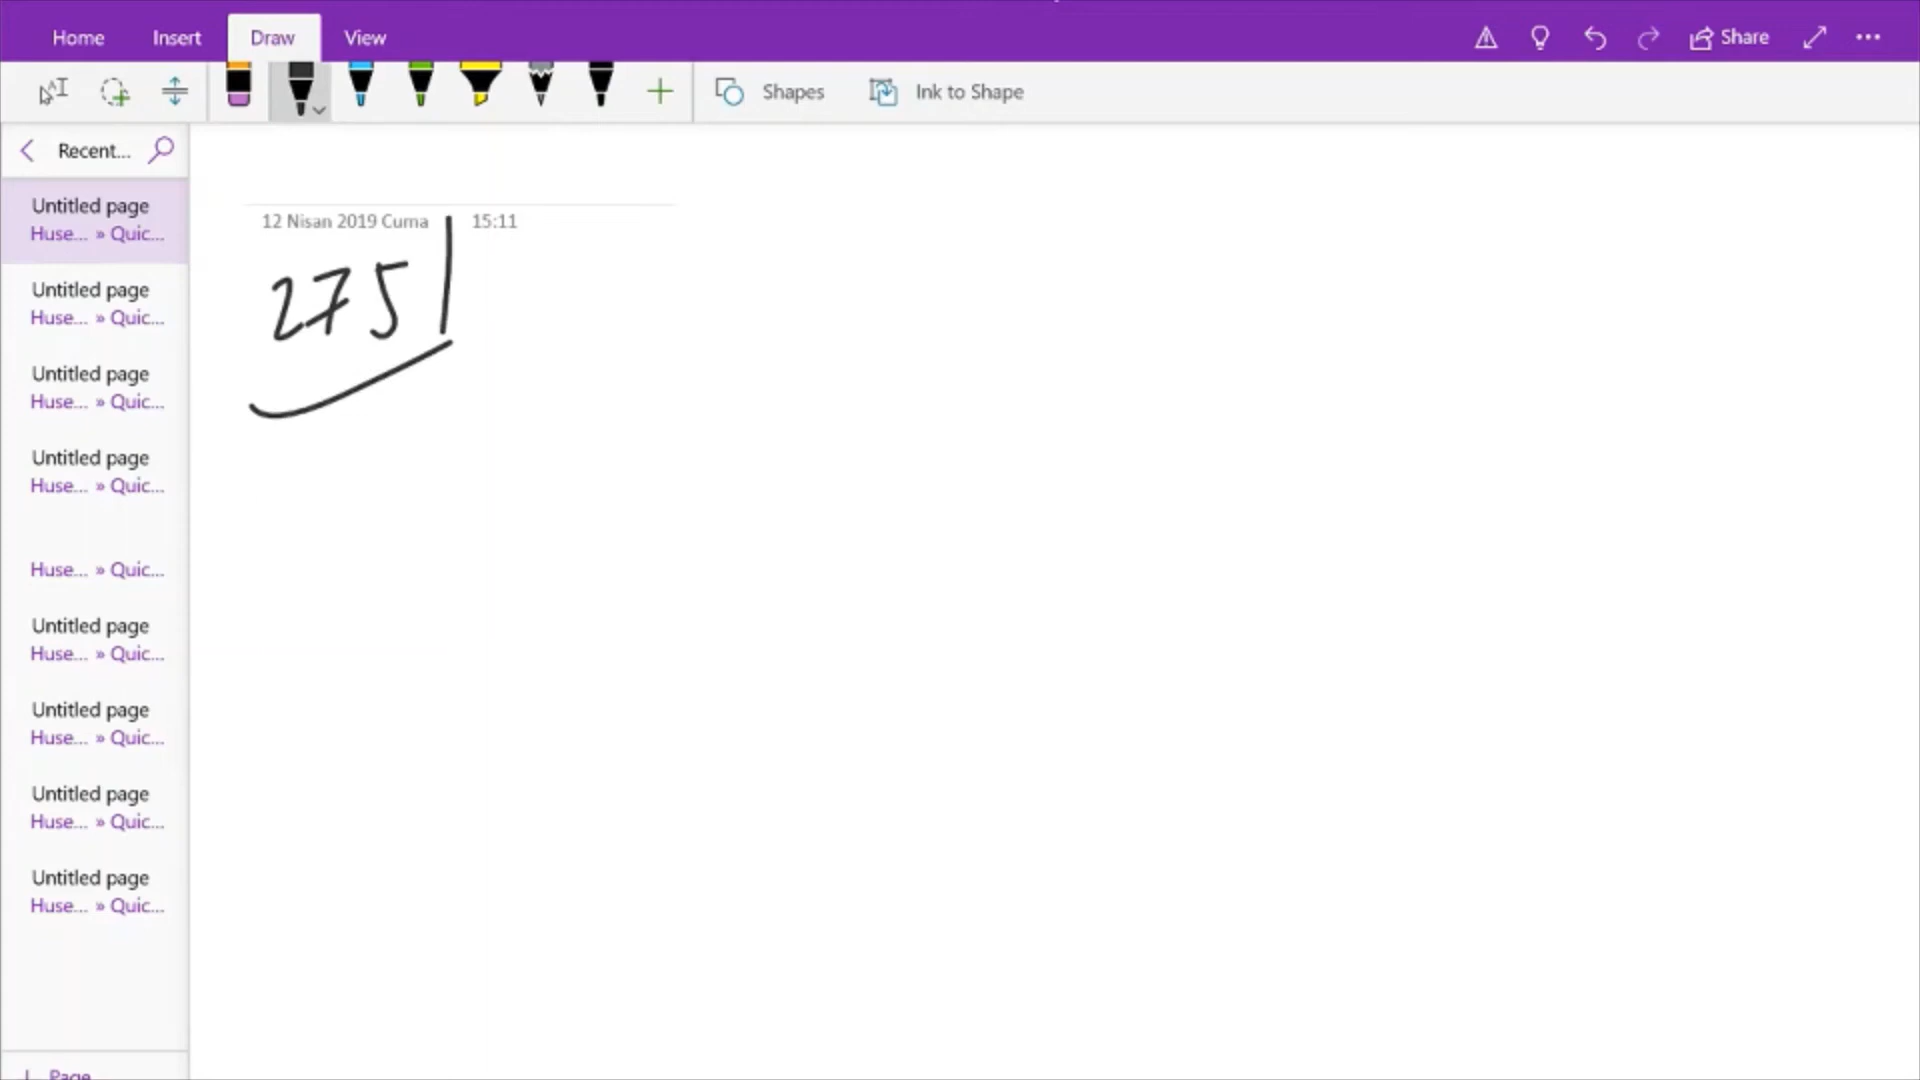 Home Insert Draw View Share
Shapes Ink to Shape
Recent...
Untitled page
Huse... » Quic...
Untitled page
Huse... » Quic...
Untitled page
Huse... » Quic...
Untitled page
Huse... » Quic...
Huse... » Quic...
Untitled page
Huse... » Quic...
Untitled page
Huse... » Quic...
Untitled page
Huse... » Quic...
Untitled page
Huse... » Quic...
+ Page
12 Nisan 2019 Cuma 15:11
275